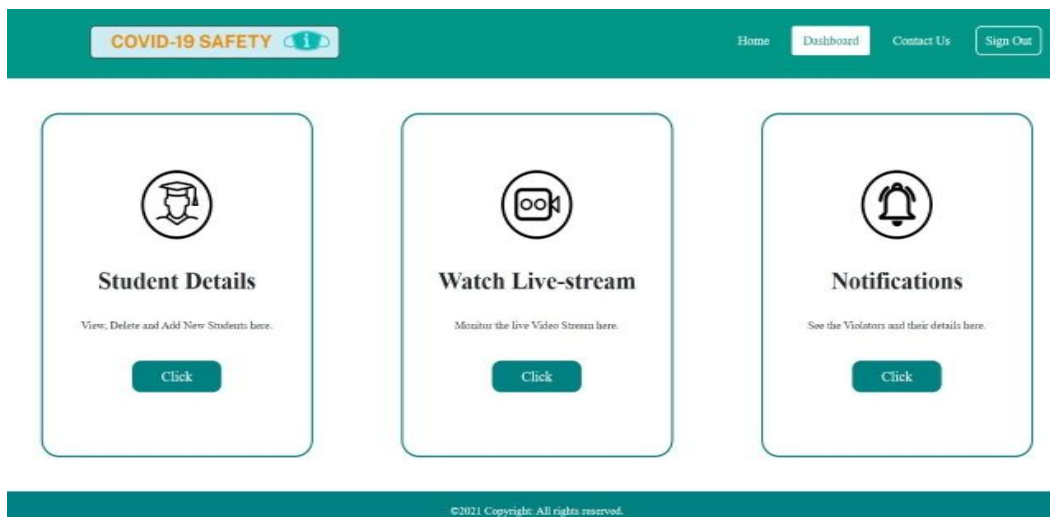 COVID-19 SAFETY i
Home Dashboard Contact Us Sign Out
Student Details
View, Delete and Add New Students here.
Click
Watch Live-stream
Monitor the live Video Stream here.
Click
Notifications
See the Violators and their details here.
Click
©2021 Copyright: All rights reserved.